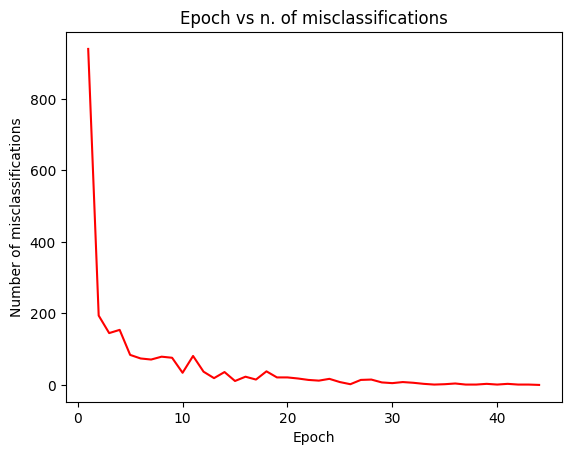 Epoch vs n. of misclassifications
Number of misclassifications
800
600
400
200
0
0 10 20 30 40
Epoch